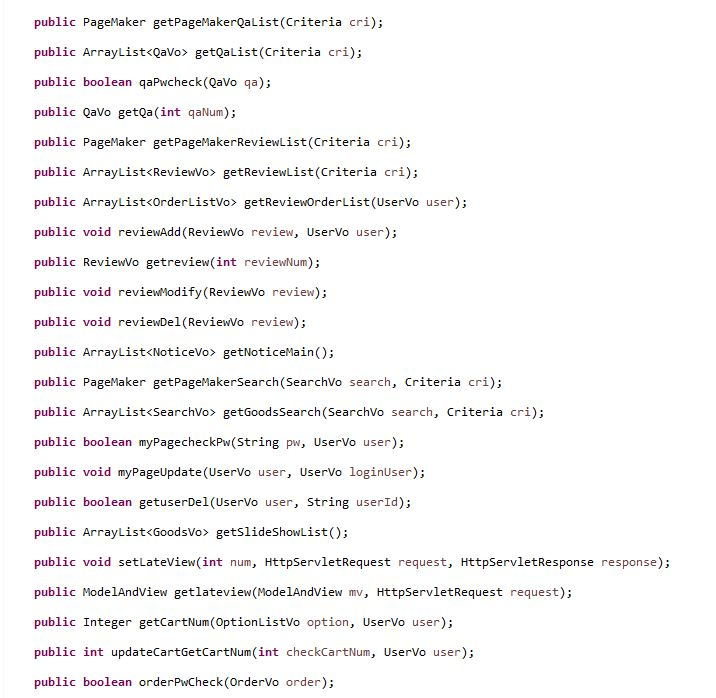 public PageMaker getPageMakerQaList(Criteria cri);
public ArrayList<QaVo> getQaList(Criteria cri);
public boolean qaPwcheck(QaVo qa);
public QaVo getQa(int qaNum);
public PageMaker getPageMakerReviewList(Criteria cri);
public ArrayList<ReviewVo> getReviewList(Criteria cri);
public ArrayList<OrderListVo> getReviewOrderList(UserVo user);
public void reviewAdd(ReviewVo review, UserVo user);
public ReviewVo getreview(int reviewNum);
public void reviewModify(ReviewVo review);
public void reviewDel(ReviewVo review);
public ArrayList<NoticeVo> getNoticeMain();
public PageMaker getPageMakerSearch(SearchVo search, Criteria cri);
public ArrayList<SearchVo> getGoodsSearch(SearchVo search, Criteria cri);
public boolean myPagecheckPw(String pw, UserVo user);
public void myPageUpdate(UserVo user, UserVo loginUser);
public boolean getuserDel(UserVo user, String userId);
public ArrayList<GoodsVo> getSlideShowList();
public void setLateView(int num, HttpServletRequest request, HttpServletResponse response);
public ModelAndView getlateview(ModelAndView mv, HttpServletRequest request);
public Integer getCartNum(OptionListVo option, UserVo user);
public int updateCartGetCartNum(int checkCartNum, UserVo user);
public boolean orderPwCheck(OrderVo order);